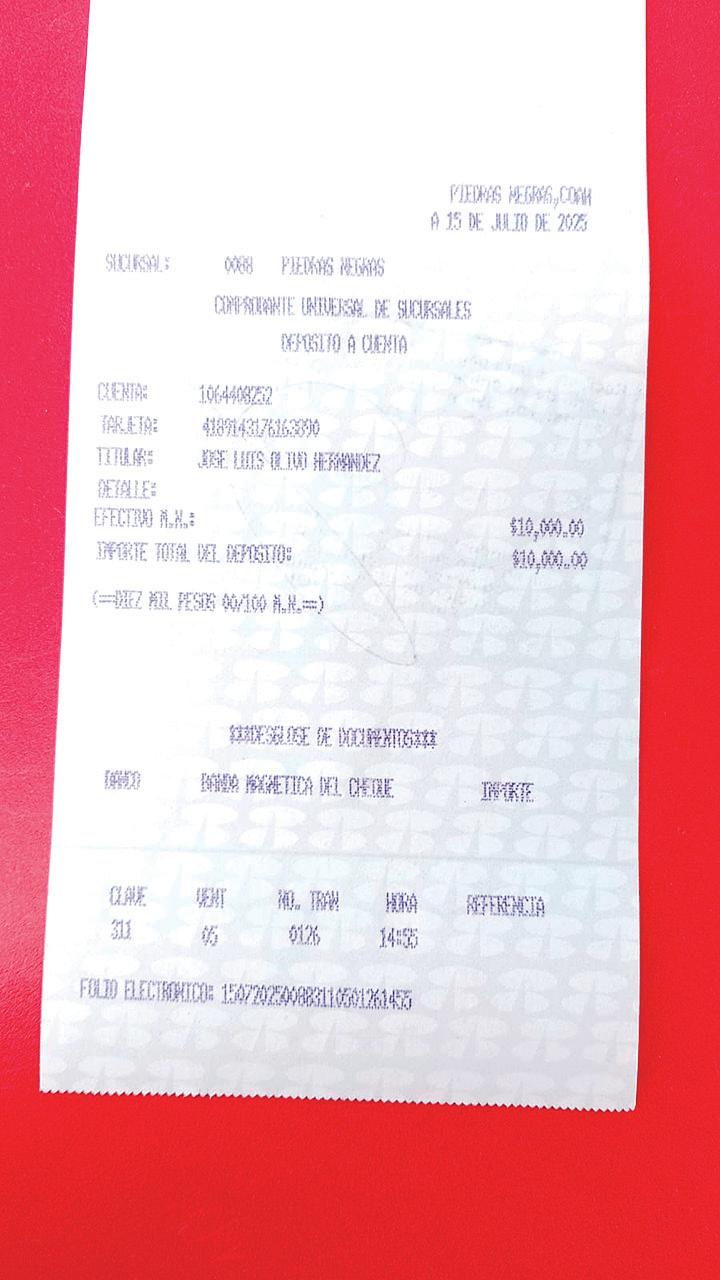 PIEDRAS NEGRAS,COAH
A 15 DE JULIO DE 2025
SUCURSAL: 0088 PIEDRAS NEGRAS
COMPROBANTE UNIVERSAL DE SUCURSALES
DEPOSITO A CUENTA
CUENTA: 1064408252
TARJETA: 4189143176163890
TITULAR: JOSE LUIS OLIVO HERNANDEZ
DETALLE:
EFECTIVO M.N.: $10,000.00
IMPORTE TOTAL DEL DEPOSITO: $10,000.00
(==DIEZ MIL PESOS 00/100 M.N.==)
***DESGLOSE DE DOCUMENTOS***
BANCO BANDA MAGNETICA DEL CHEQUE IMPORTE
CLAVE VENT NO. TRAN HORA REFERENCIA
311 05 0126 14:55
FOLIO ELECTRONICO: 1507202500883110501261455